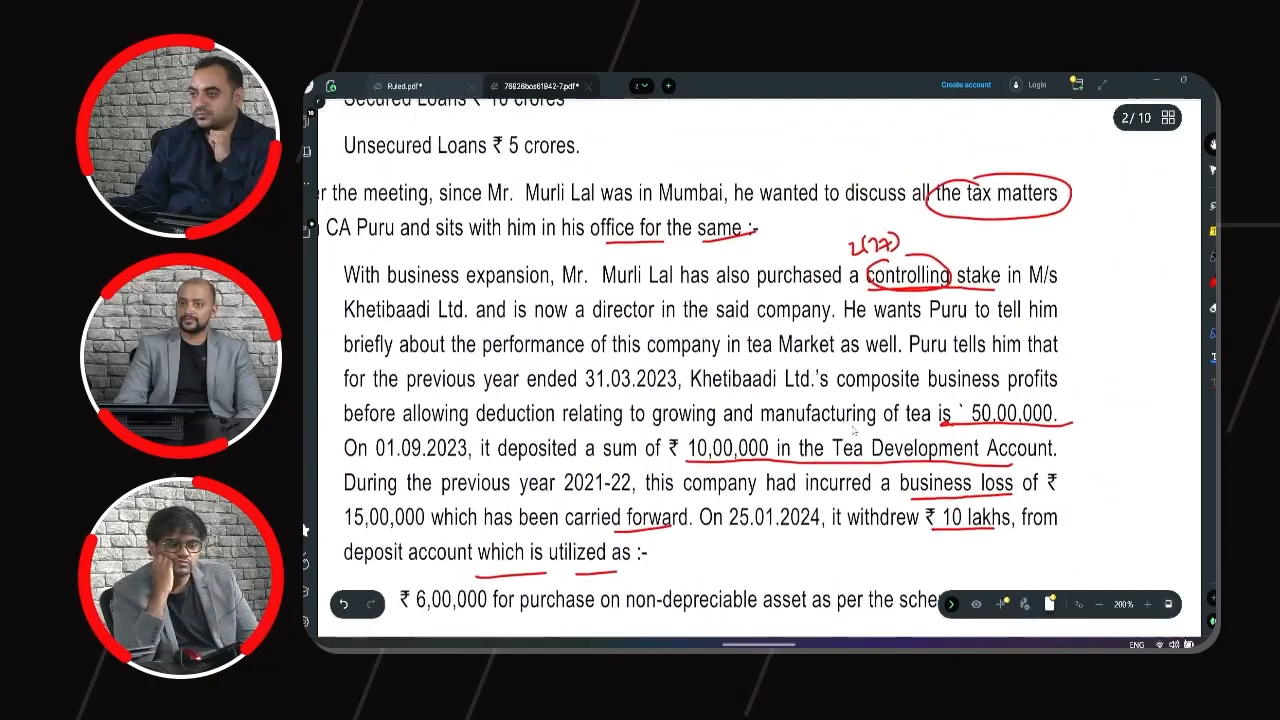 Ruled.pdf*
76926bos61942-7.pdf*
2
Create account
Login
Secured Loans ₹ 10 crores
2 / 10
Unsecured Loans ₹ 5 crores.
r the meeting, since Mr. Murli Lal was in Mumbai, he wanted to discuss all the tax matters
CA Puru and sits with him in his office for the same :-
With business expansion, Mr. Murli Lal has also purchased a controlling stake in M/s
Khetibaadi Ltd. and is now a director in the said company. He wants Puru to tell him
briefly about the performance of this company in tea Market as well. Puru tells him that
for the previous year ended 31.03.2023, Khetibaadi Ltd.'s composite business profits
before allowing deduction relating to growing and manufacturing of tea is ` 50,00,000.
On 01.09.2023, it deposited a sum of ₹ 10,00,000 in the Tea Development Account.
During the previous year 2021-22, this company had incurred a business loss of ₹
15,00,000 which has been carried forward. On 25.01.2024, it withdrew ₹ 10 lakhs, from
deposit account which is utilized as :-
₹ 6,00,000 for purchase on non-depreciable asset as per the sche
200%
ENG